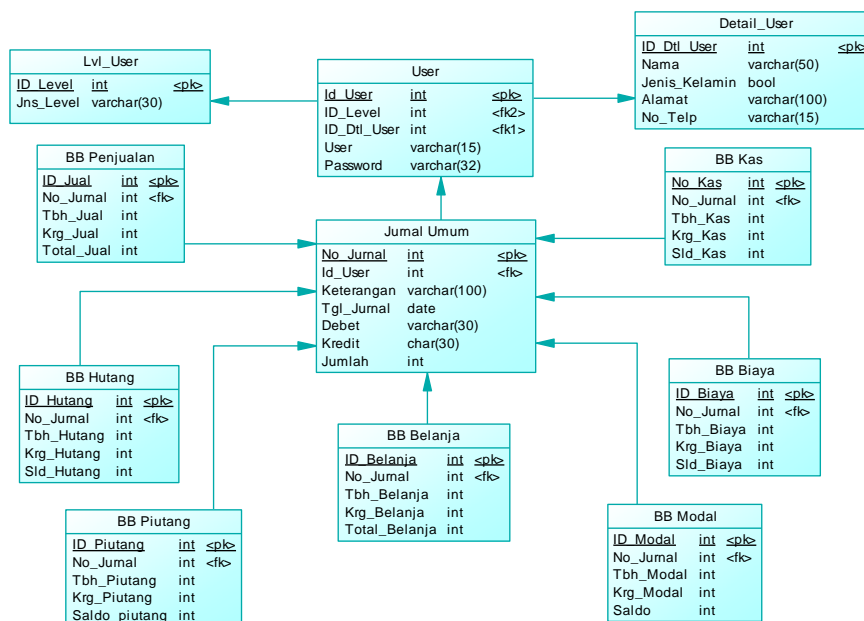 Detail_User
ID_Dtl_User int <pk>
Nama varchar(50)
Jenis_Kelamin bool
Alamat varchar(100)
No_Telp varchar(15)
Lvl_User
ID_Level int <pk>
Jns_Level varchar(30)
User
Id_User int <pk>
ID_Level int <fk2>
ID_Dtl_User int <fk1>
User varchar(15)
Password varchar(32)
BB Penjualan
ID_Jual int <pk>
No_Jurnal int <fk>
Tbh_Jual int
Krg_Jual int
Total_Jual int
BB Kas
No_Kas int <pk>
No_Jurnal int <fk>
Tbh_Kas int
Krg_Kas int
Sld_Kas int
Jurnal Umum
No_Jurnal int <pk>
Id_User int <fk>
Keterangan varchar(100)
Tgl_Jurnal date
Debet varchar(30)
Kredit char(30)
Jumlah int
BB Hutang
ID_Hutang int <pk>
No_Jurnal int <fk>
Tbh_Hutang int
Krg_Hutang int
Sld_Hutang int
BB Biaya
ID_Biaya int <pk>
No_Jurnal int <fk>
Tbh_Biaya int
Krg_Biaya int
Sld_Biaya int
BB Belanja
ID_Belanja int <pk>
No_Jurnal int <fk>
Tbh_Belanja int
Krg_Belanja int
Total_Belanja int
BB Piutang
ID_Piutang int <pk>
No_Jurnal int <fk>
Tbh_Piutang int
Krg_Piutang int
Saldo_piutang int
BB Modal
ID_Modal int <pk>
No_Jurnal int <fk>
Tbh_Modal int
Krg_Modal int
Saldo int